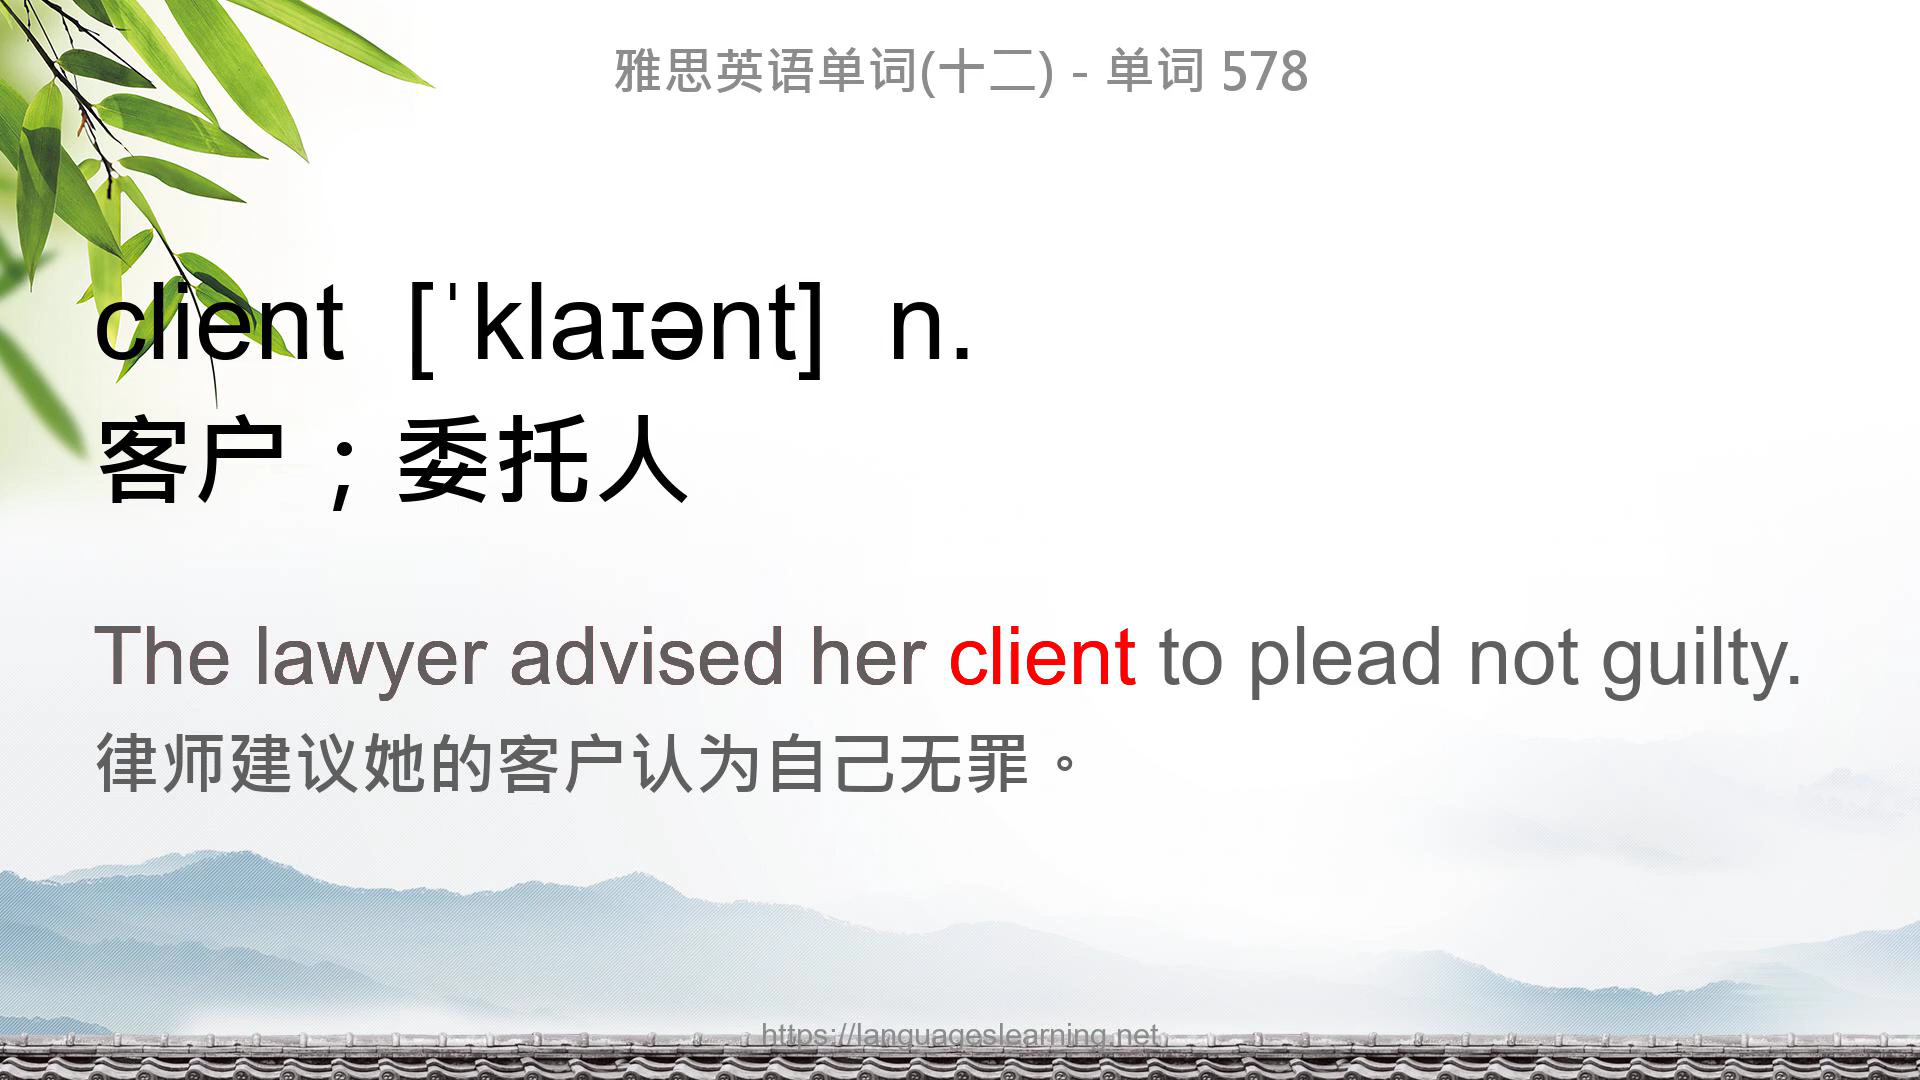 雅思英语单词(十二) - 单词 578
client [ˈklaɪənt] n.
客户；委托人
The lawyer advised her client to plead not guilty.
律师建议她的客户认为自己无罪。
https://languageslearning.net